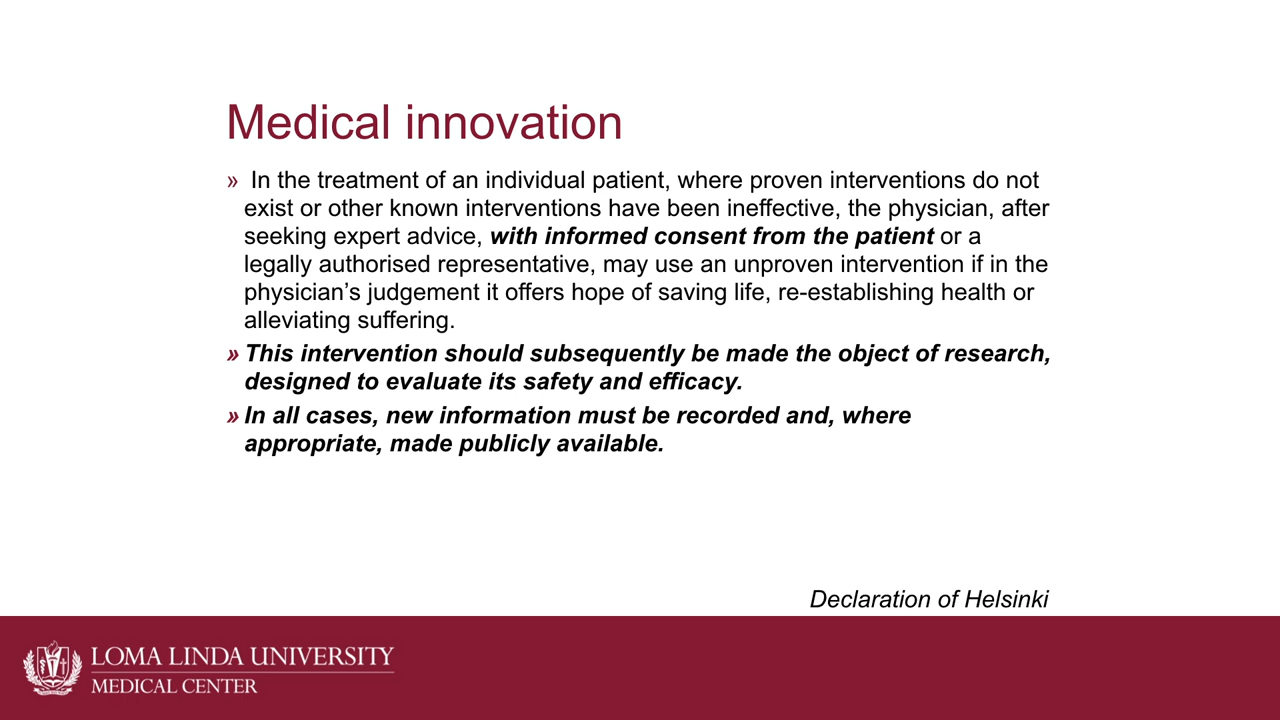 Medical innovation
» In the treatment of an individual patient, where proven interventions do not
exist or other known interventions have been ineffective, the physician, after
seeking expert advice, with informed consent from the patient or a
legally authorised representative, may use an unproven intervention if in the
physician’s judgement it offers hope of saving life, re-establishing health or
alleviating suffering.
» This intervention should subsequently be made the object of research,
designed to evaluate its safety and efficacy.
» In all cases, new information must be recorded and, where
appropriate, made publicly available.
Declaration of Helsinki
LOMA LINDA UNIVERSITY
MEDICAL CENTER